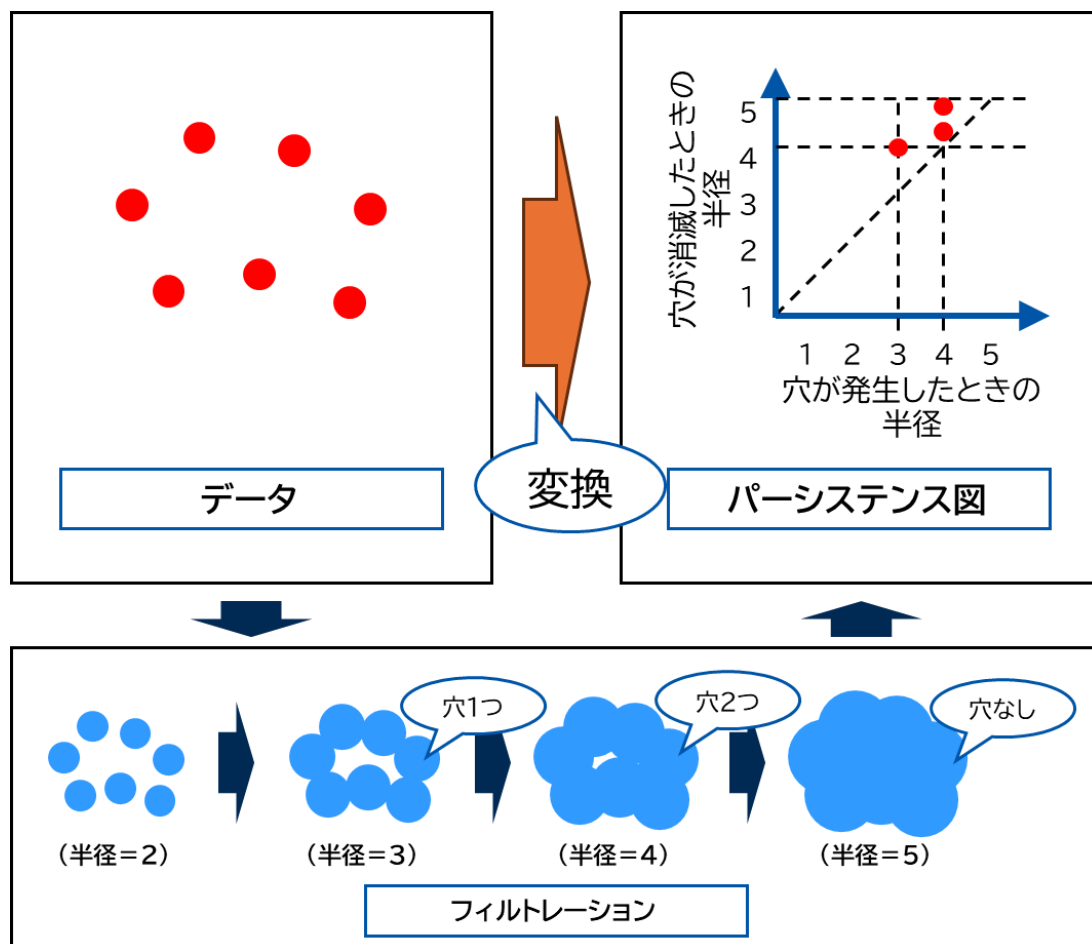 データ
変換
穴が消滅したときの
半径
5
4
3
2
1
1 2 3 4 5
穴が発生したときの
半径
パーシステンス図
穴1つ
穴2つ
穴なし
(半径=2)
(半径=3)
(半径=4)
(半径=5)
フィルトレーション